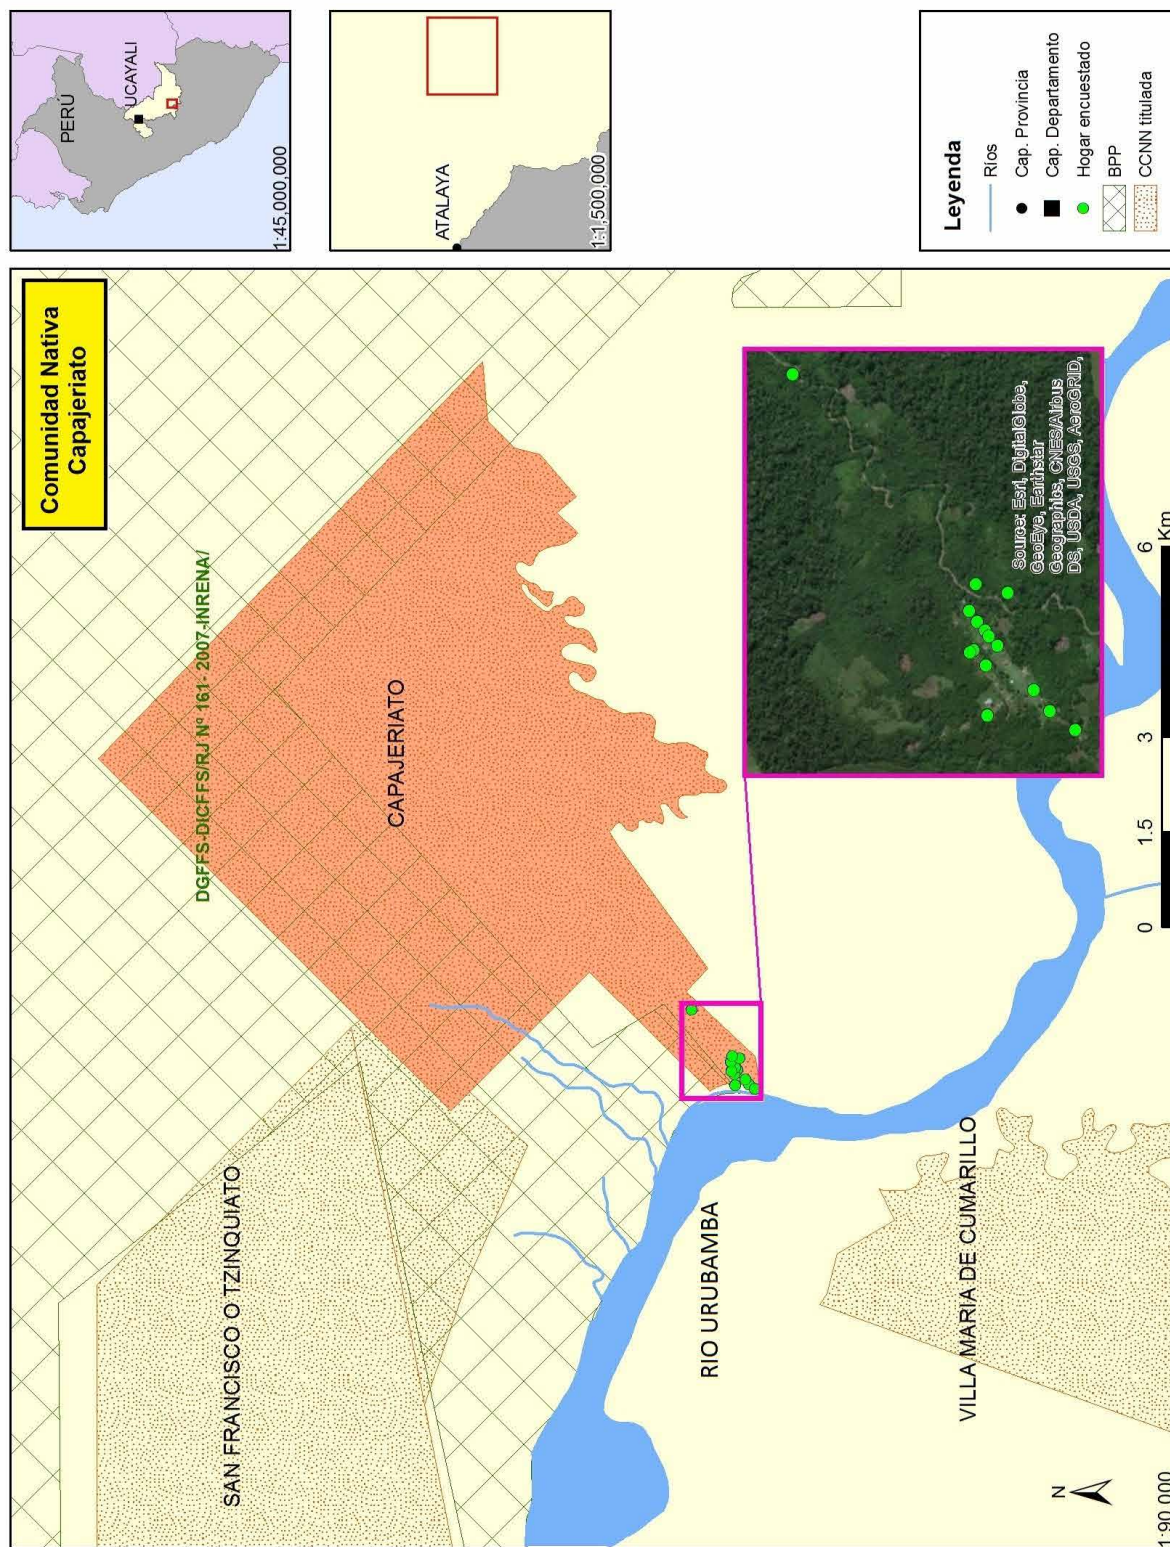 Comunidad Nativa
Capajeriato
DGFFS-DICFFS/RJ Nº 161- 2007-INRENA/
SAN FRANCISCO O TZINQUIATO
CAPAJERIATO
RIO URUBAMBA
VILLA MARIA DE CUMARILLO
Source: Esri, DigitalGlobe,
GeoEye, Earthstar
Geographics, CNES/Airbus
DS, USDA, USGS, AeroGRID,
N
1:90,000
0 1.5 3 6
Km
PERÚ
UCAYALI
1:45,000,000
ATALAYA
1:1,500,000
Leyenda
Ríos
Cap. Provincia
Cap. Departamento
Hogar encuestado
BPP
CCNN titulada